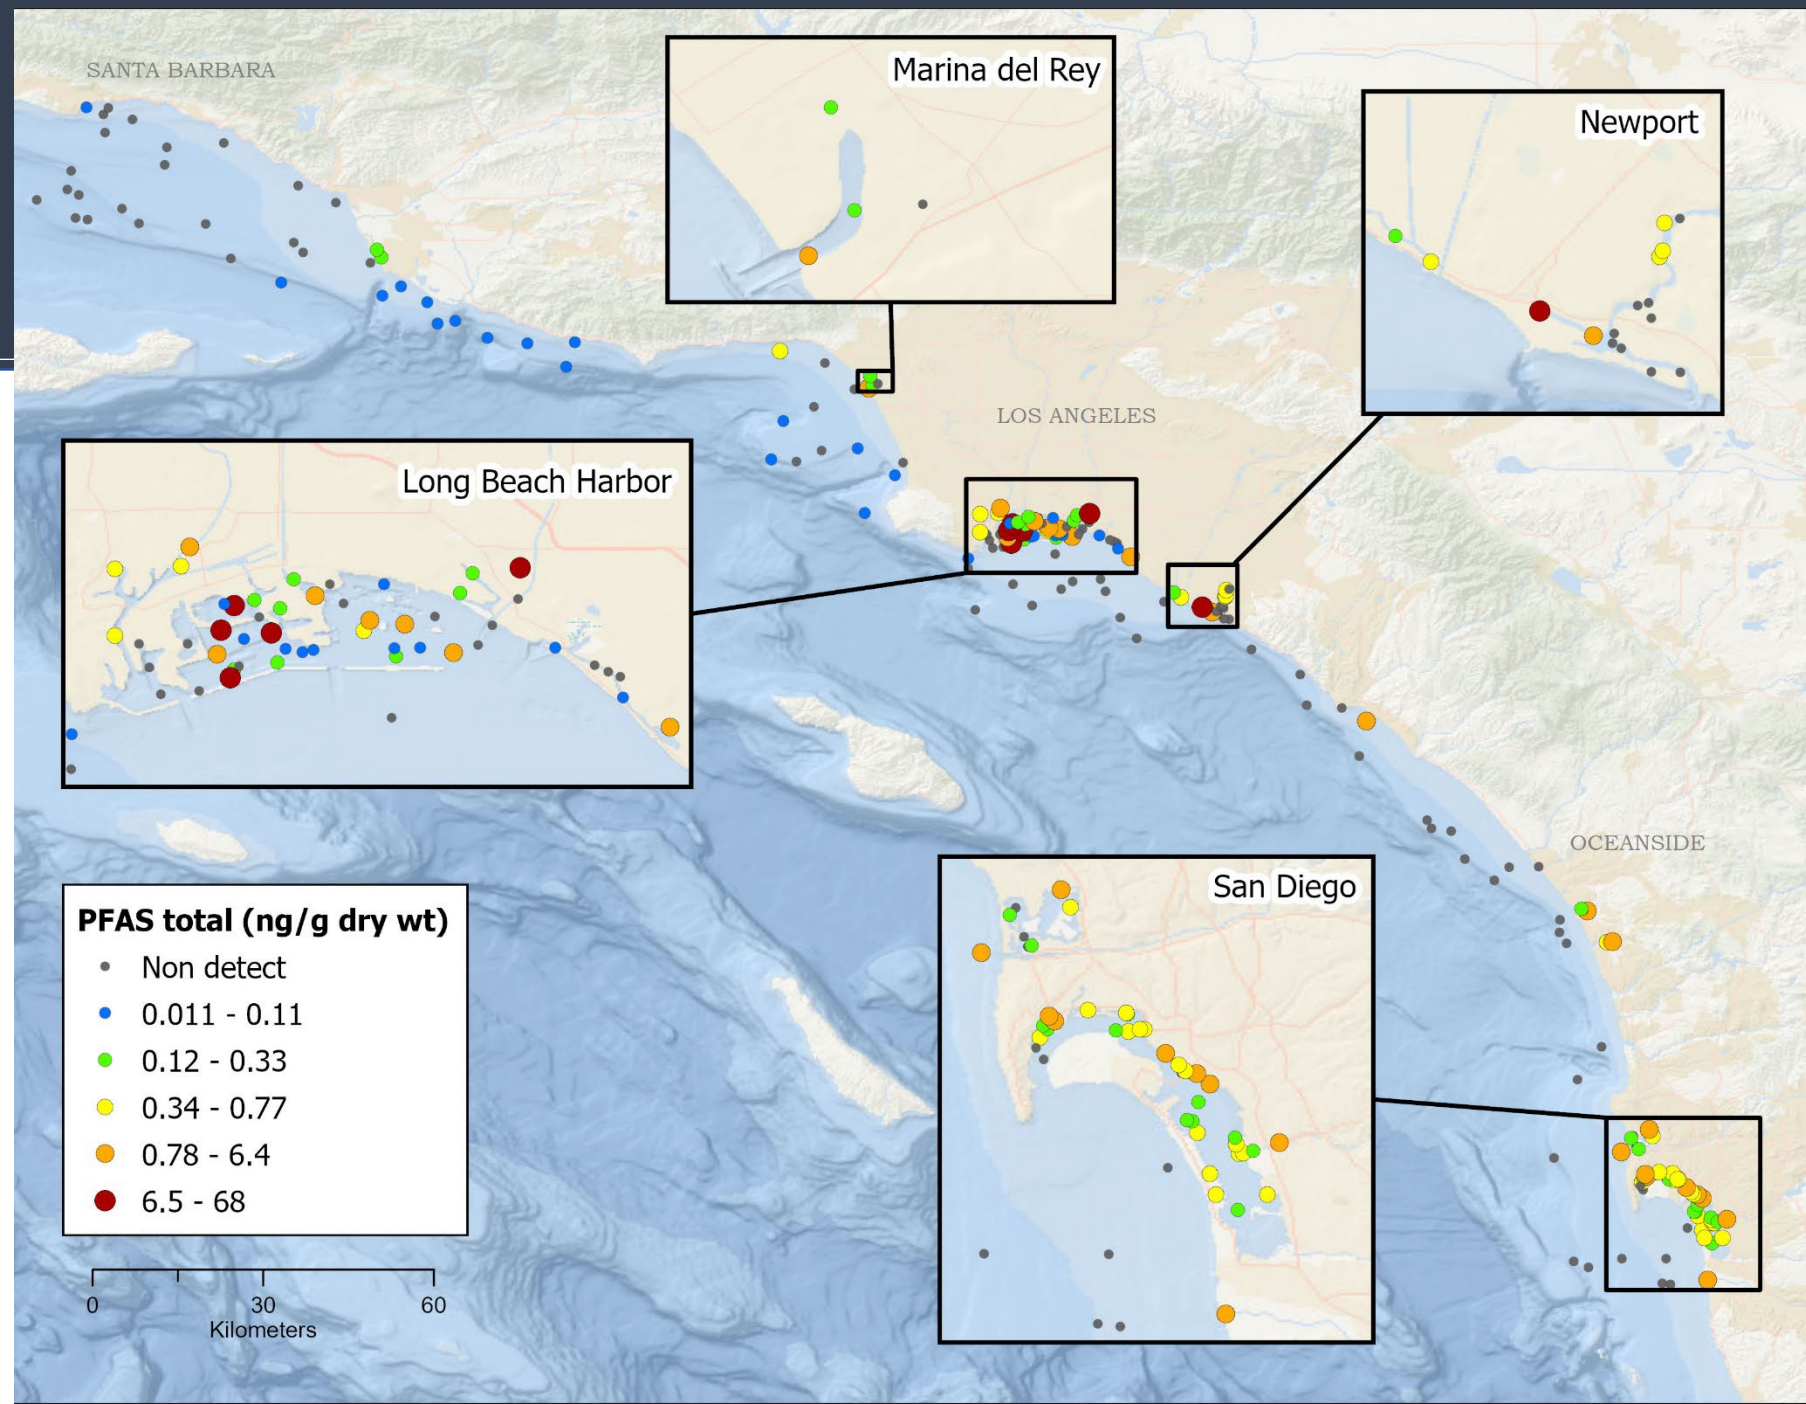 SANTA BARBARA
Marina del Rey
Newport
LOS ANGELES
Long Beach Harbor
OCEANSIDE
San Diego
PFAS total (ng/g dry wt)
Non detect
0.011 - 0.11
0.12 - 0.33
0.34 - 0.77
0.78 - 6.4
6.5 - 68
0 30 60
Kilometers